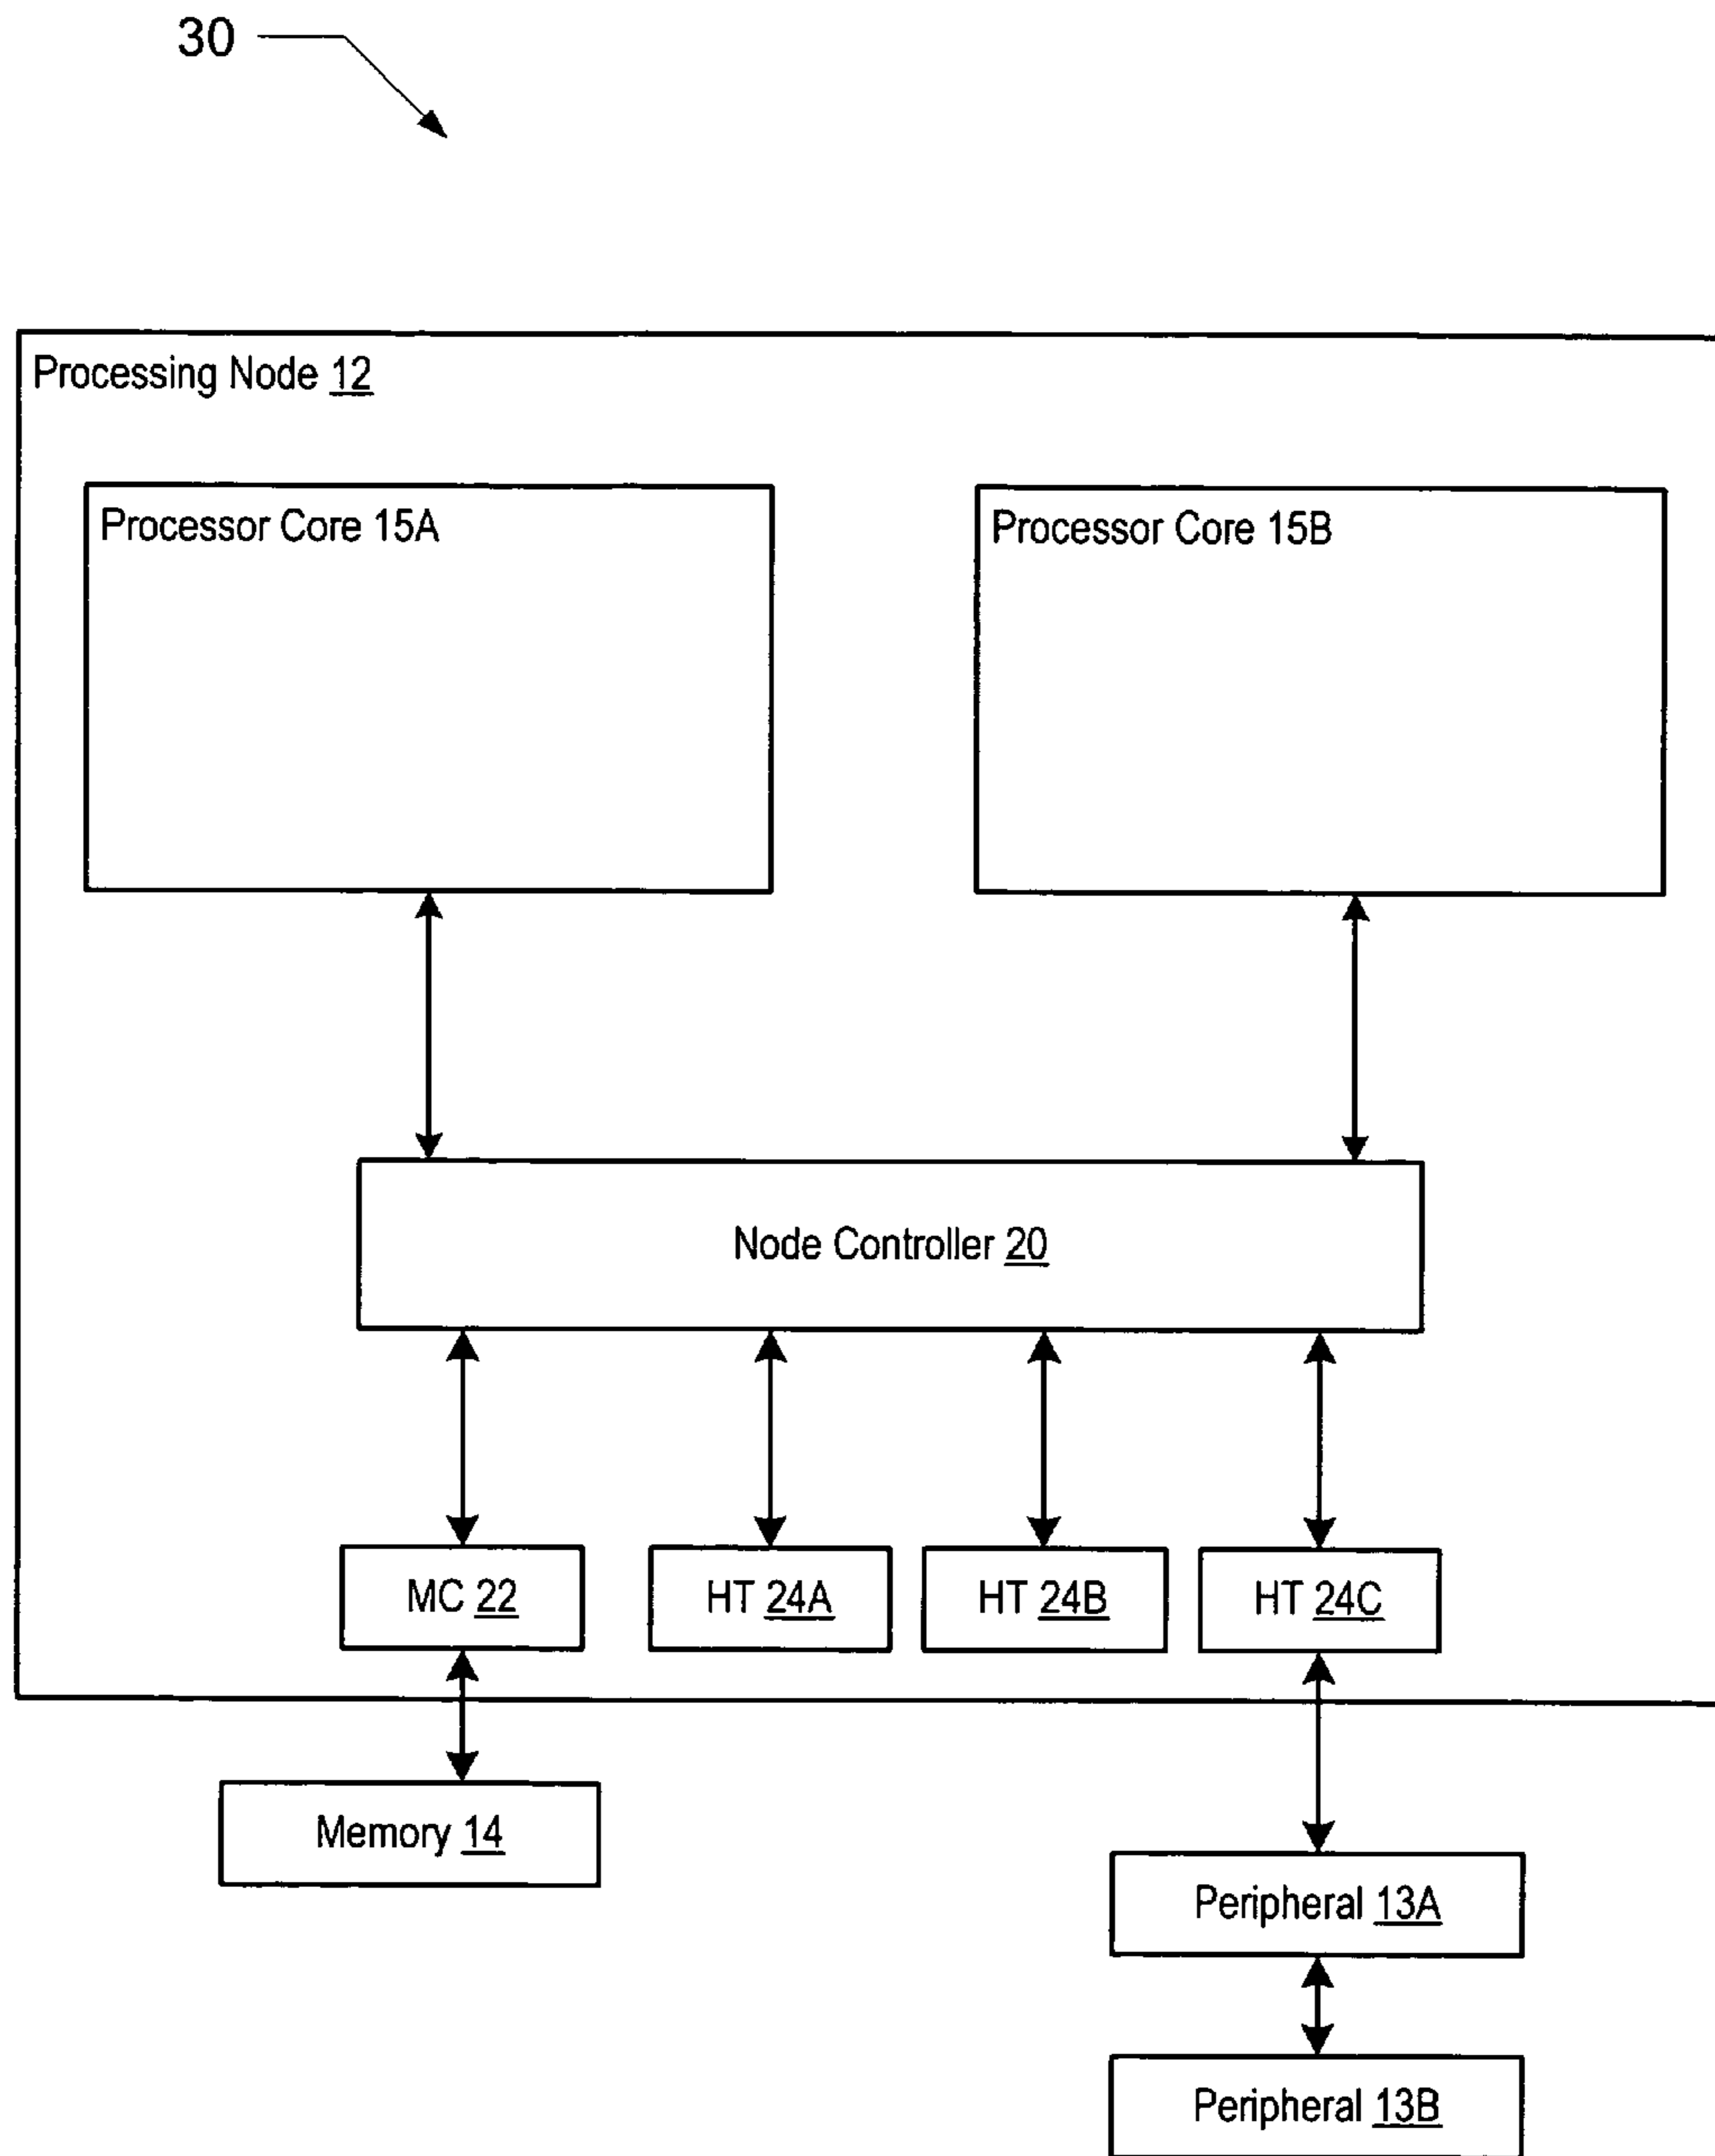 30
Processing Node 12
Processor Core 15A
Processor Core 15B
Node Controller 20
MC 22
HT 24A
HT 24B
HT 24C
Memory 14
Peripheral 13A
Peripheral 13B